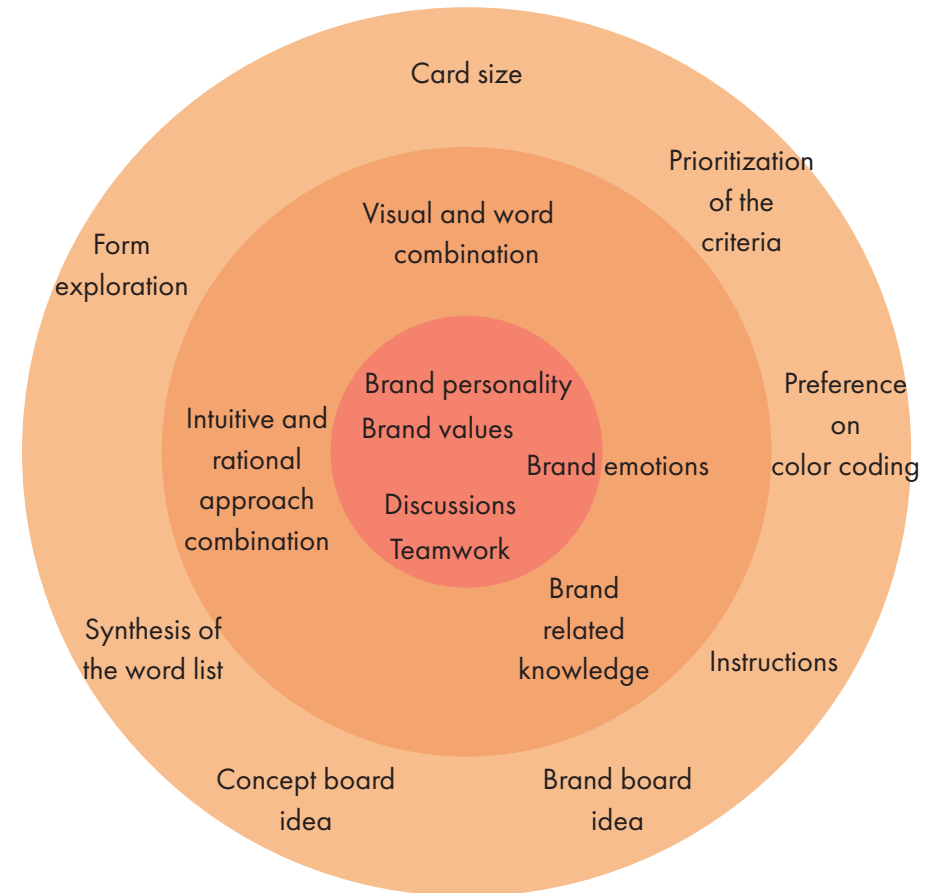 Card size
Prioritization
of the
criteria
Visual and word
combination
Form
exploration
Brand personality
Brand values
Brand emotions
Discussions
Teamwork
Intuitive and
rational
approach
combination
Preference
on
color coding
Brand
related
knowledge
Synthesis of
the word list
Instructions
Concept board
idea
Brand board
idea